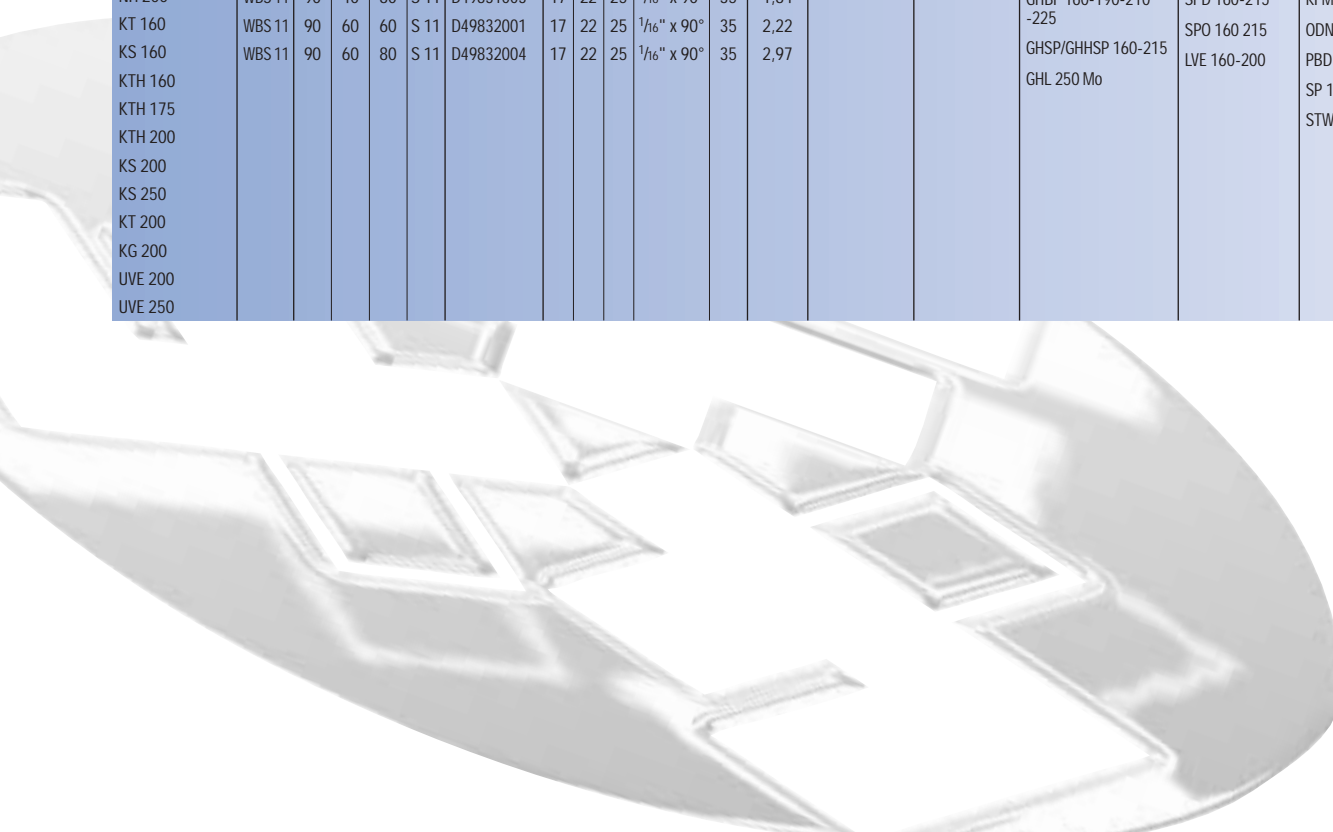 KT 160 WBS 11 90 60 60 S 11 D49832001 17 22 25 1/16" x 90° 35 2,22
KS 160 WBS 11 90 60 80 S 11 D49832004 17 22 25 1/16" x 90° 35 2,97
KTH 160
KTH 175
KTH 200
KS 200
KS 250
KT 200
KG 200
UVE 200
UVE 250
-225
GHSP/GHHSP 160-215
GHL 250 Mo
SPO 160 215
LVE 160-200
ODN
PBD
SP 1
STW